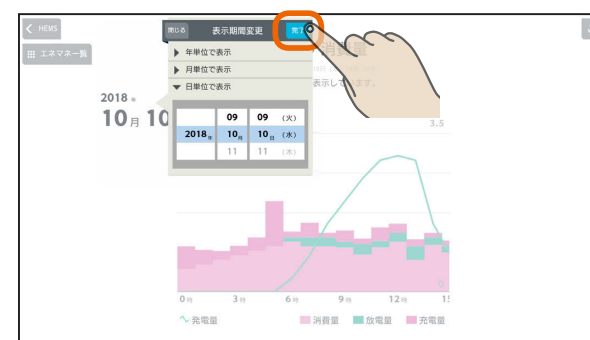 HEMS
エネマネ一覧
閉じる 表示期間変更 完了
年単位で表示
月単位で表示
日単位で表示
09 09 (火)
2018年 10月 10日 (水)
11 11 (木)
2018年
10月 10
消費量
表示しています。
3.5
0
0時 3時 6時 9時 12時 15
発電量 消費量 放電量 充電量